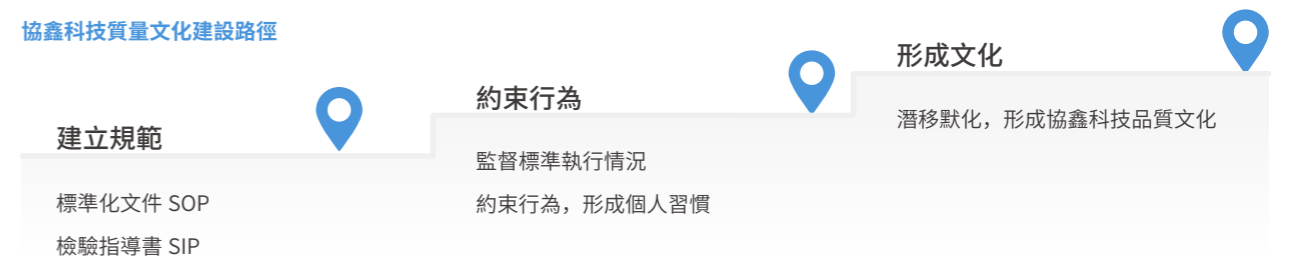 協鑫科技質量文化建設路徑
建立規範
標準化文件 SOP
檢驗指導書 SIP
約束行為
監督標準執行情況
約束行為，形成個人習慣
形成文化
潛移默化，形成協鑫科技品質文化